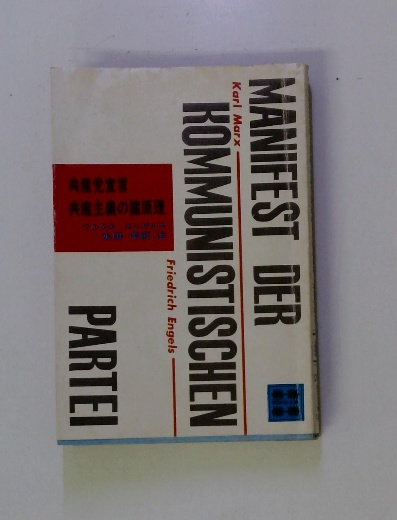 MANIFEST DER
Karl Marx
KOMMUNISTISCHEN
Friedrich Engels
PARTEI
共産党宣言
共産主義の諸原理